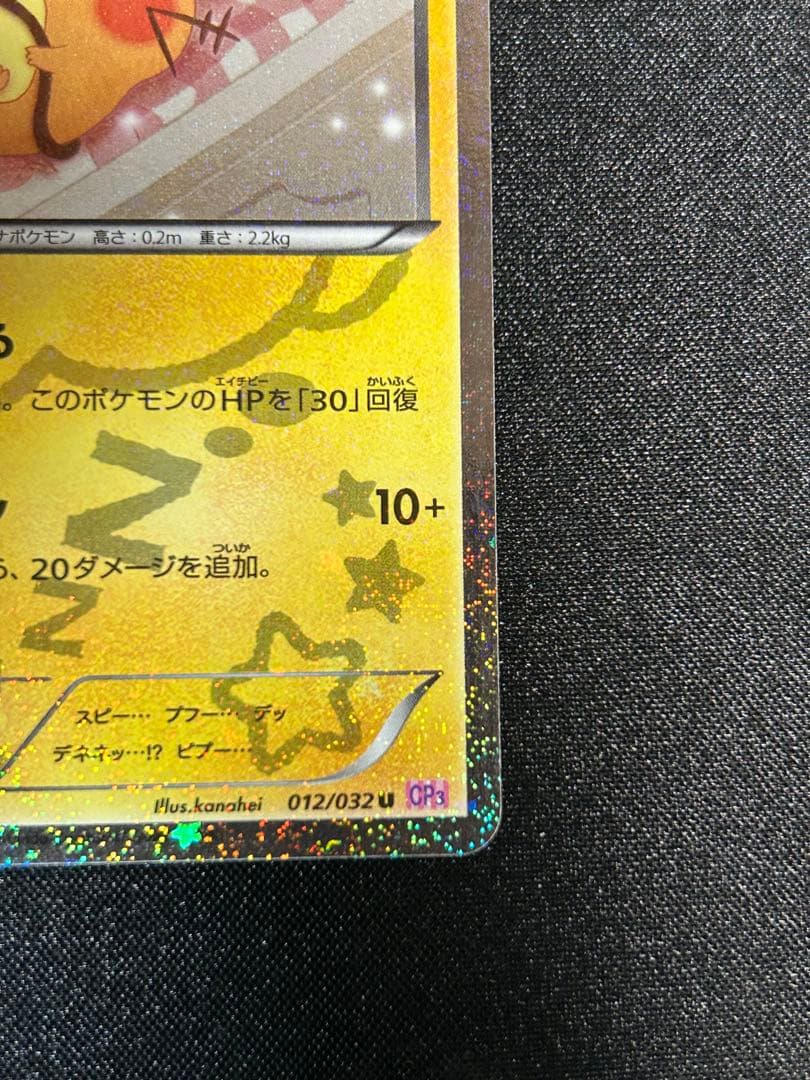 ナポケモン 高さ：0.2m 重さ：2.2kg
。このポケモンのHPを「30」回復
エイチピー かいふく
10+
、20ダメージを追加。
ついか
スピー… プフー… デッ
デネネッ…!? ピプー…
Illus.kanahei 012/032 U CP3